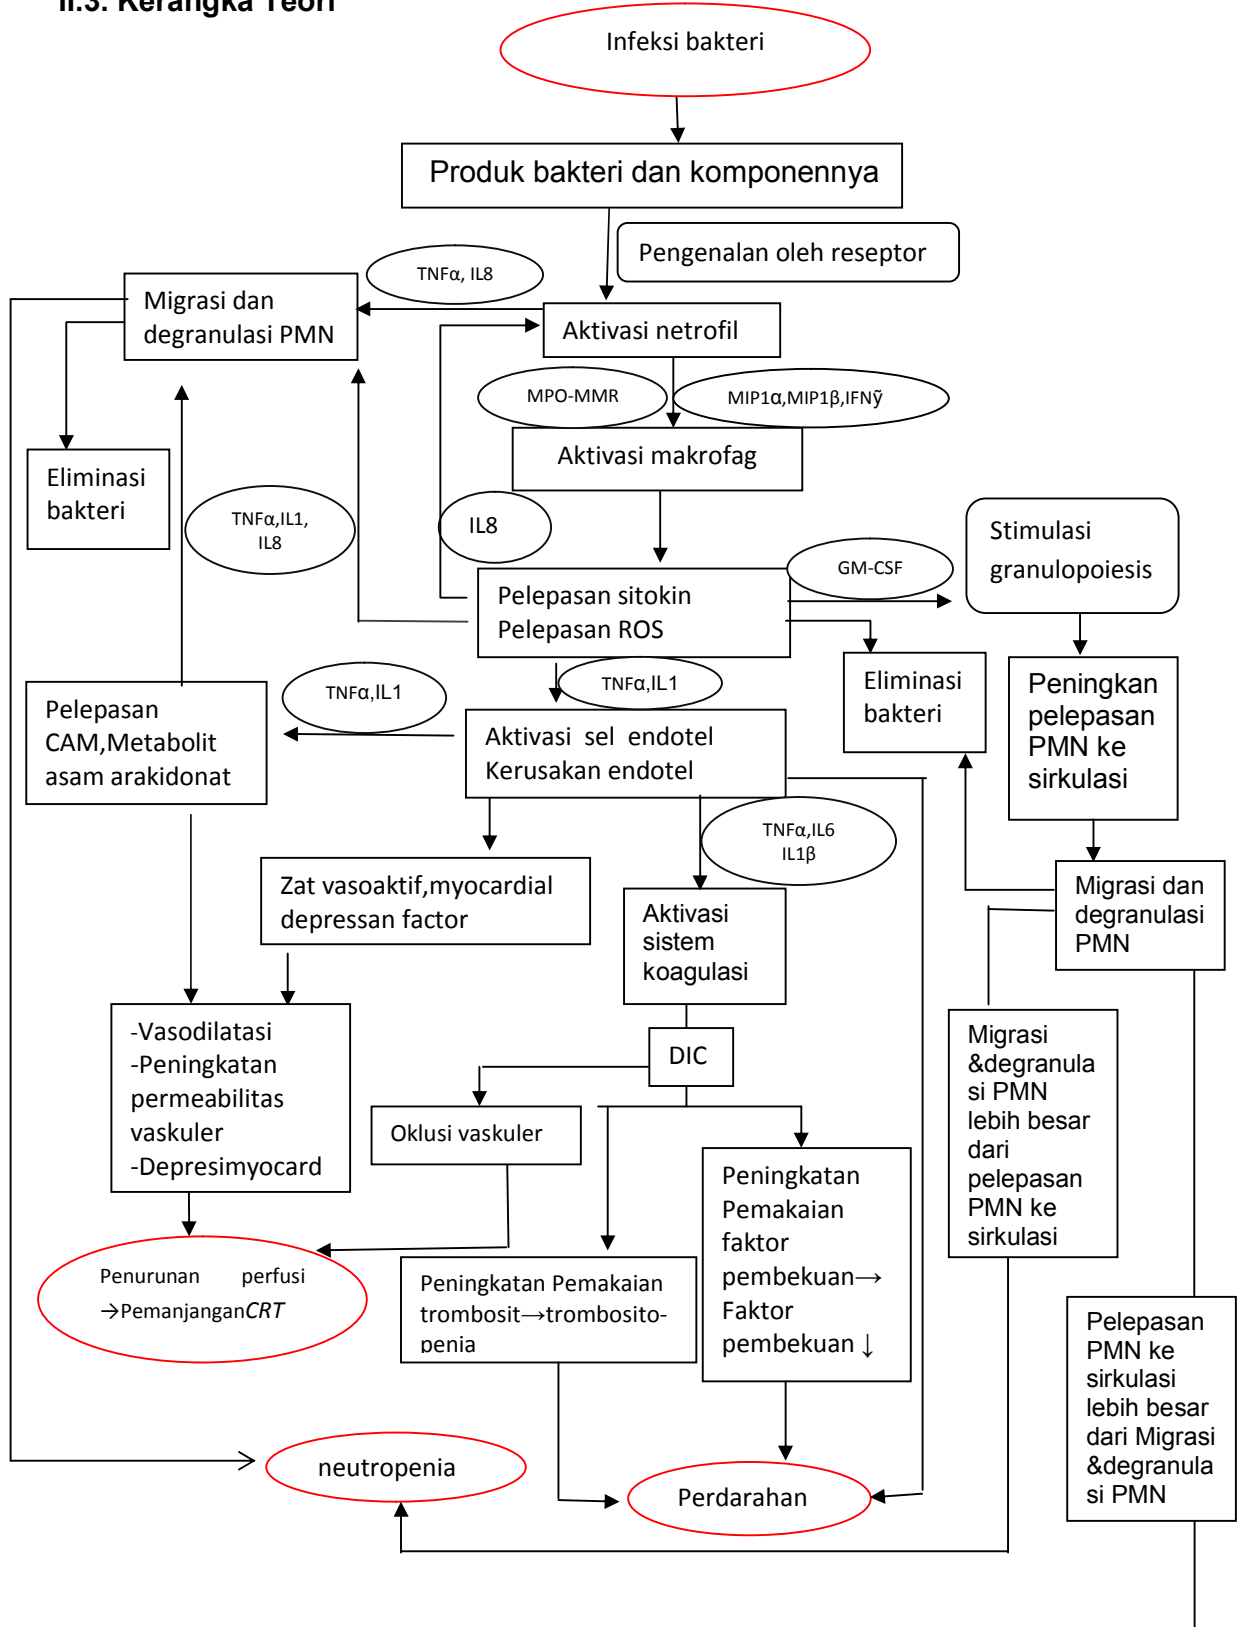 II.3. Kerangka Teori
Infeksi bakteri
Produk bakteri dan komponennya
Pengenalan oleh reseptor
TNFα, IL8
Migrasi dan
degranulasi PMN
Aktivasi netrofil
MPO-MMR
MIP1α,MIP1β,IFNỹ
Aktivasi makrofag
Eliminasi
bakteri
TNFα,IL1,
IL8
IL8
GM-CSF
Stimulasi
granulopoiesis
Pelepasan sitokin
Pelepasan ROS
TNFα,IL1
TNFα,IL1
Eliminasi
bakteri
Peningkan
pelepasan
PMN ke
sirkulasi
Pelepasan
CAM,Metabolit
asam arakidonat
Aktivasi sel endotel
Kerusakan endotel
TNFα,IL6
IL1β
Zat vasoaktif,myocardial
depressan factor
Aktivasi
sistem
koagulasi
Migrasi dan
degranulasi
PMN
-Vasodilatasi
-Peningkatan
permeabilitas
vaskuler
-Depresimyocard
DIC
Migrasi
&degranula
si PMN
lebih besar
dari
pelepasan
PMN ke
sirkulasi
Oklusi vaskuler
Peningkatan
Pemakaian
faktor
pembekuan→
Faktor
pembekuan ↓
Penurunan perfusi
→PemanjanganCRT
Peningkatan Pemakaian
trombosit→trombosito-
penia
Pelepasan
PMN ke
sirkulasi
lebih besar
dari Migrasi
&degranula
si PMN
neutropenia
Perdarahan